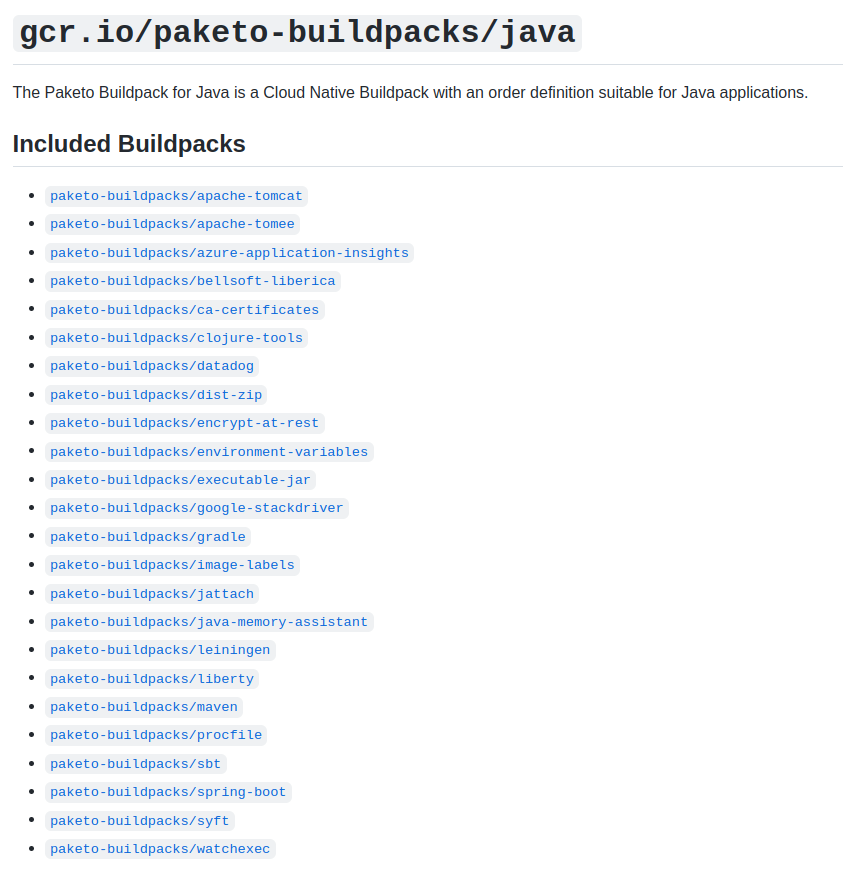 gcr.io/paketo-buildpacks/java
The Paketo Buildpack for Java is a Cloud Native Buildpack with an order definition suitable for Java applications.
Included Buildpacks
paketo-buildpacks/apache-tomcat
paketo-buildpacks/apache-tomee
paketo-buildpacks/azure-application-insights
paketo-buildpacks/bellsoft-liberica
paketo-buildpacks/ca-certificates
paketo-buildpacks/clojure-tools
paketo-buildpacks/datadog
paketo-buildpacks/dist-zip
paketo-buildpacks/encrypt-at-rest
paketo-buildpacks/environment-variables
paketo-buildpacks/executable-jar
paketo-buildpacks/google-stackdriver
paketo-buildpacks/gradle
paketo-buildpacks/image-labels
paketo-buildpacks/jattach
paketo-buildpacks/java-memory-assistant
paketo-buildpacks/leiningen
paketo-buildpacks/liberty
paketo-buildpacks/maven
paketo-buildpacks/procfile
paketo-buildpacks/sbt
paketo-buildpacks/spring-boot
paketo-buildpacks/syft
paketo-buildpacks/watchexec